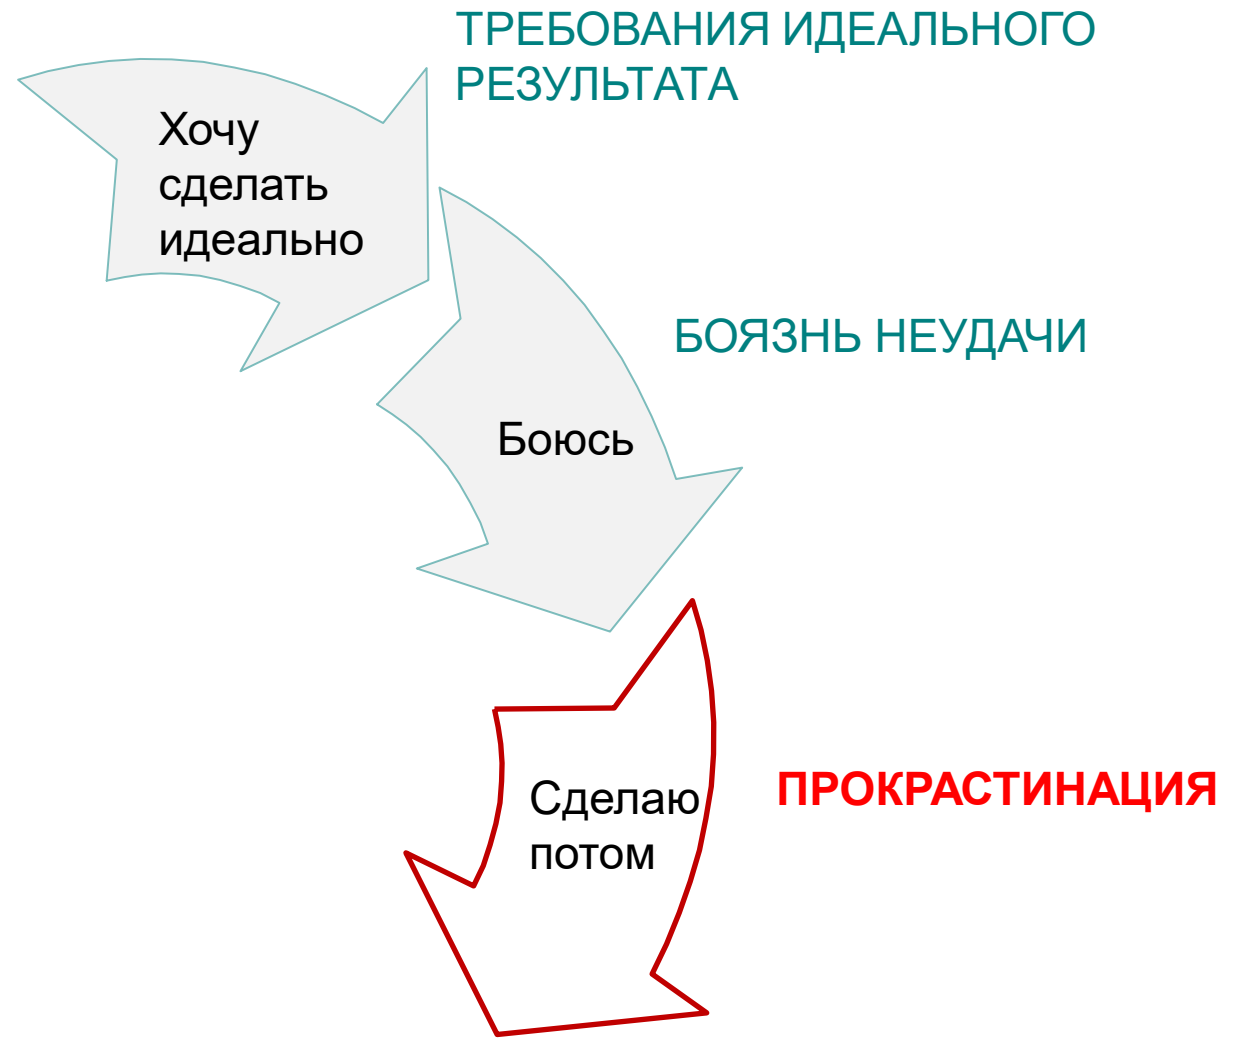 ТРЕБОВАНИЯ ИДЕАЛЬНОГО
РЕЗУЛЬТАТА
Хочу
сделать
идеально
БОЯЗНЬ НЕУДАЧИ
Боюсь
ПРОКРАСТИНАЦИЯ
Сделаю
потом